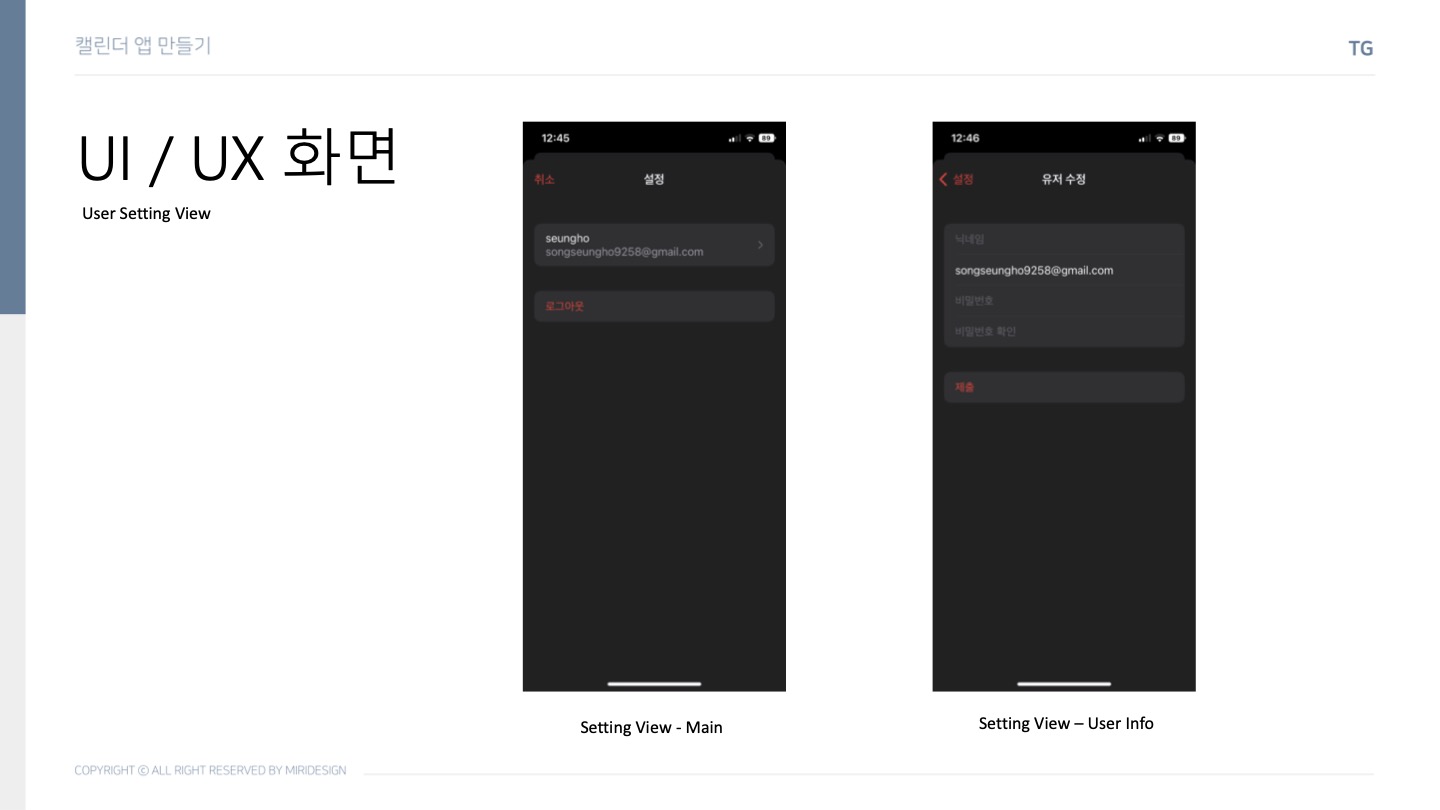 캘린더 앱 만들기
TG
UI / UX 화면
User Setting View
12:45
89
취소
설정
seungho
songseungho9258@gmail.com
로그아웃
Setting View - Main
12:46
89
설정
유저 수정
닉네임
songseungho9258@gmail.com
비밀번호
비밀번호 확인
제출
Setting View – User Info
COPYRIGHT ⓒ ALL RIGHT RESERVED BY MIRIDESIGN